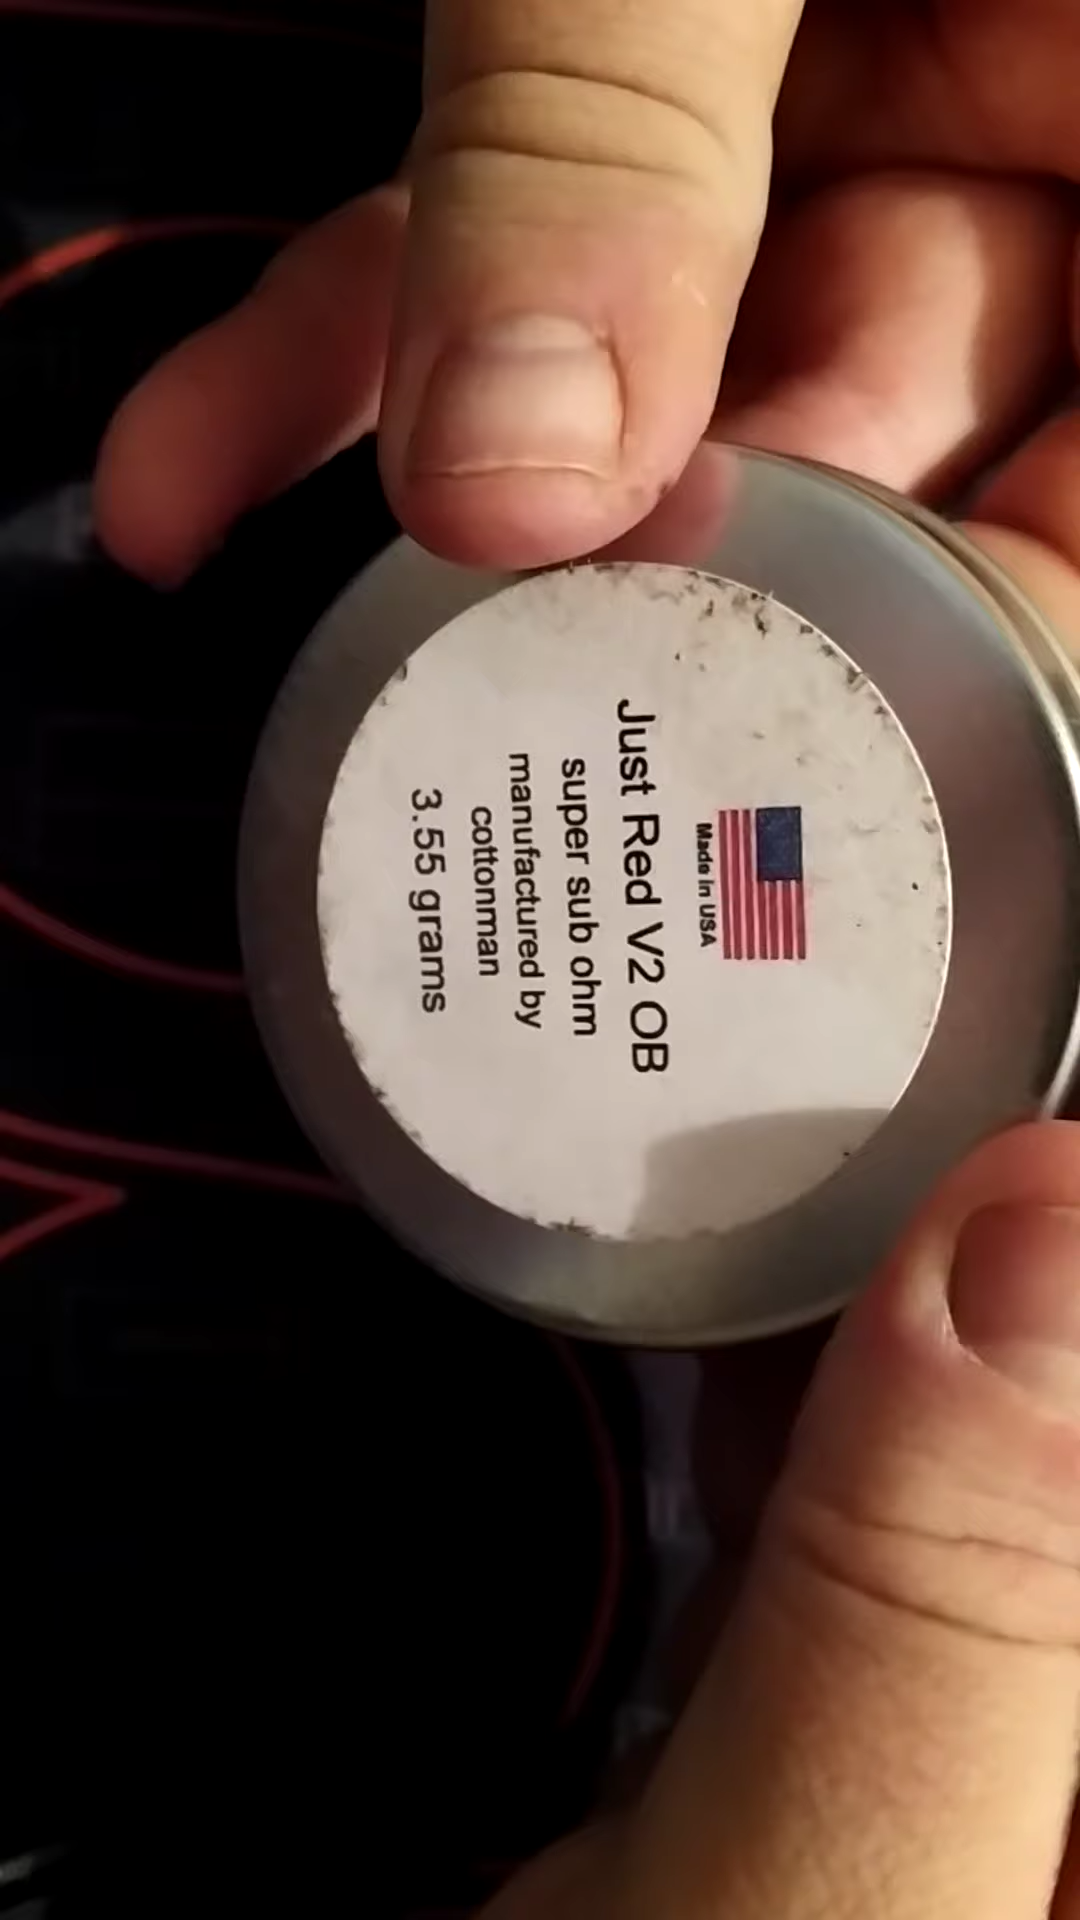 Made in USA
Just Red V2 OB
super sub ohm
manufactured by
cottonman
3.55 grams